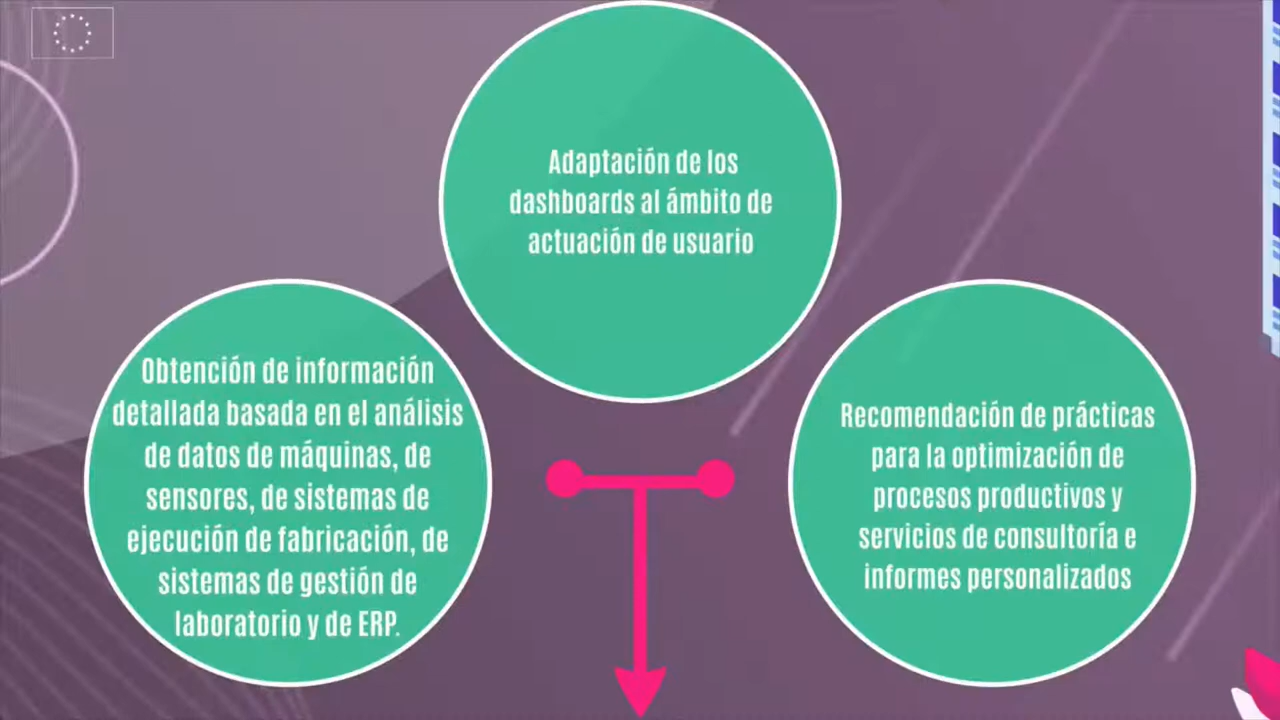 Adaptación de los
dashboards al ámbito de
actuación de usuario
Obtención de información
detallada basada en el análisis
de datos de máquinas, de
sensores, de sistemas de
ejecución de fabricación, de
sistemas de gestión de
laboratorio y de ERP.
Recomendación de prácticas
para la optimización de
procesos productivos y
servicios de consultoría e
informes personalizados